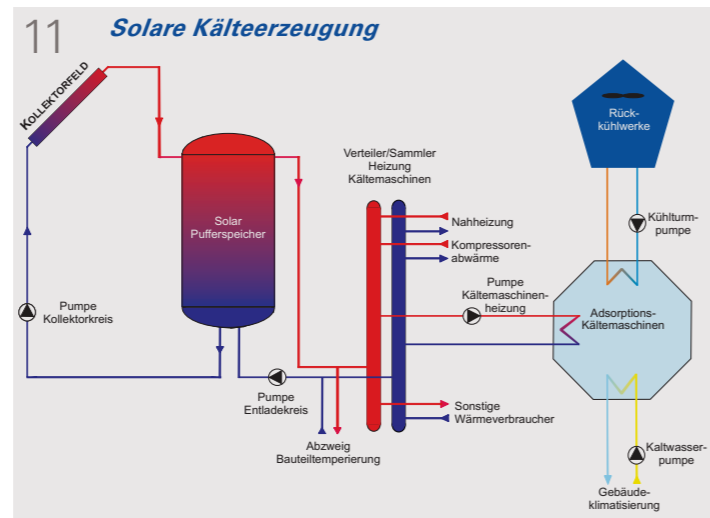 11
Solare Kälteerzeugung
KOLLEKTORFELD
Rück-
kühlwerke
Verteiler/Sammler
Heizung
Kältemaschinen
Solar
Pufferspeicher
Nahheizung
Kompressoren-
abwärme
Kühlturm-
pumpe
Pumpe
Kältemaschinen-
heizung
Adsorptions-
Kältemaschinen
Pumpe
Kollektorkreis
Pumpe
Entladekreis
Sonstige
Wärmeverbraucher
Abzweig
Bauteiltemperierung
Kaltwasser-
pumpe
Gebäude-
klimatisierung